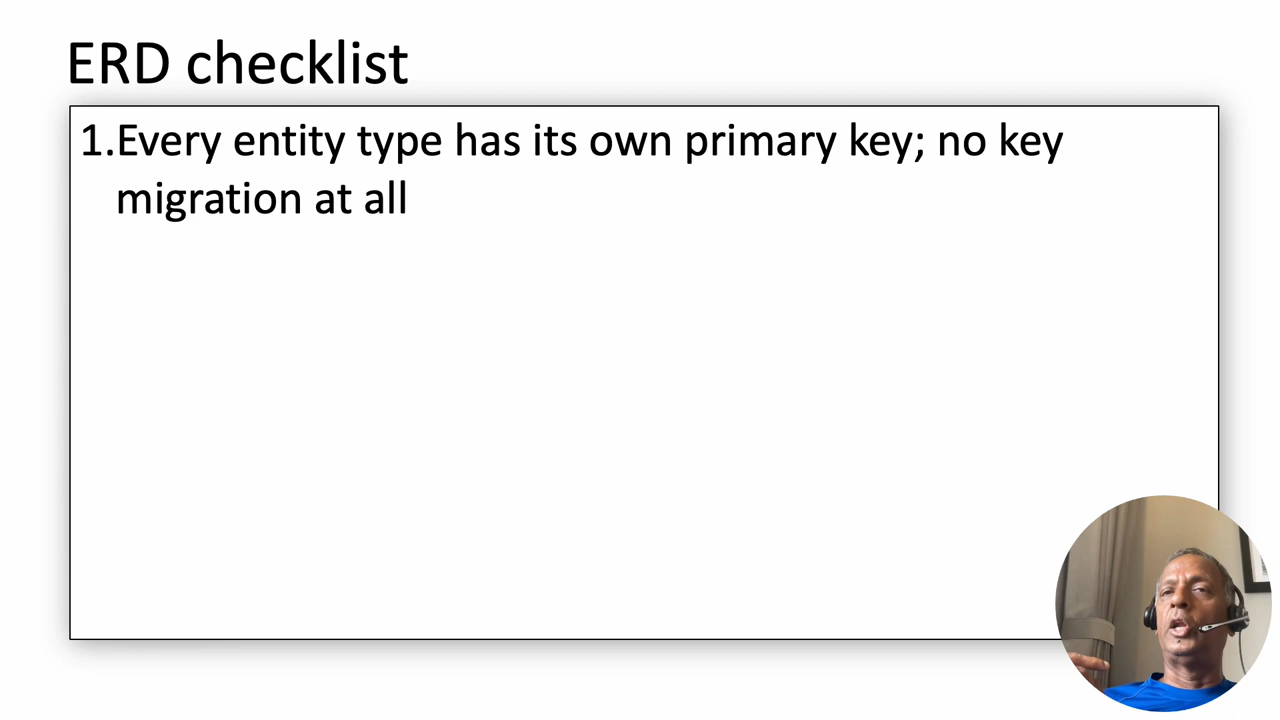 ERD checklist
1.Every entity type has its own primary key; no key
migration at all